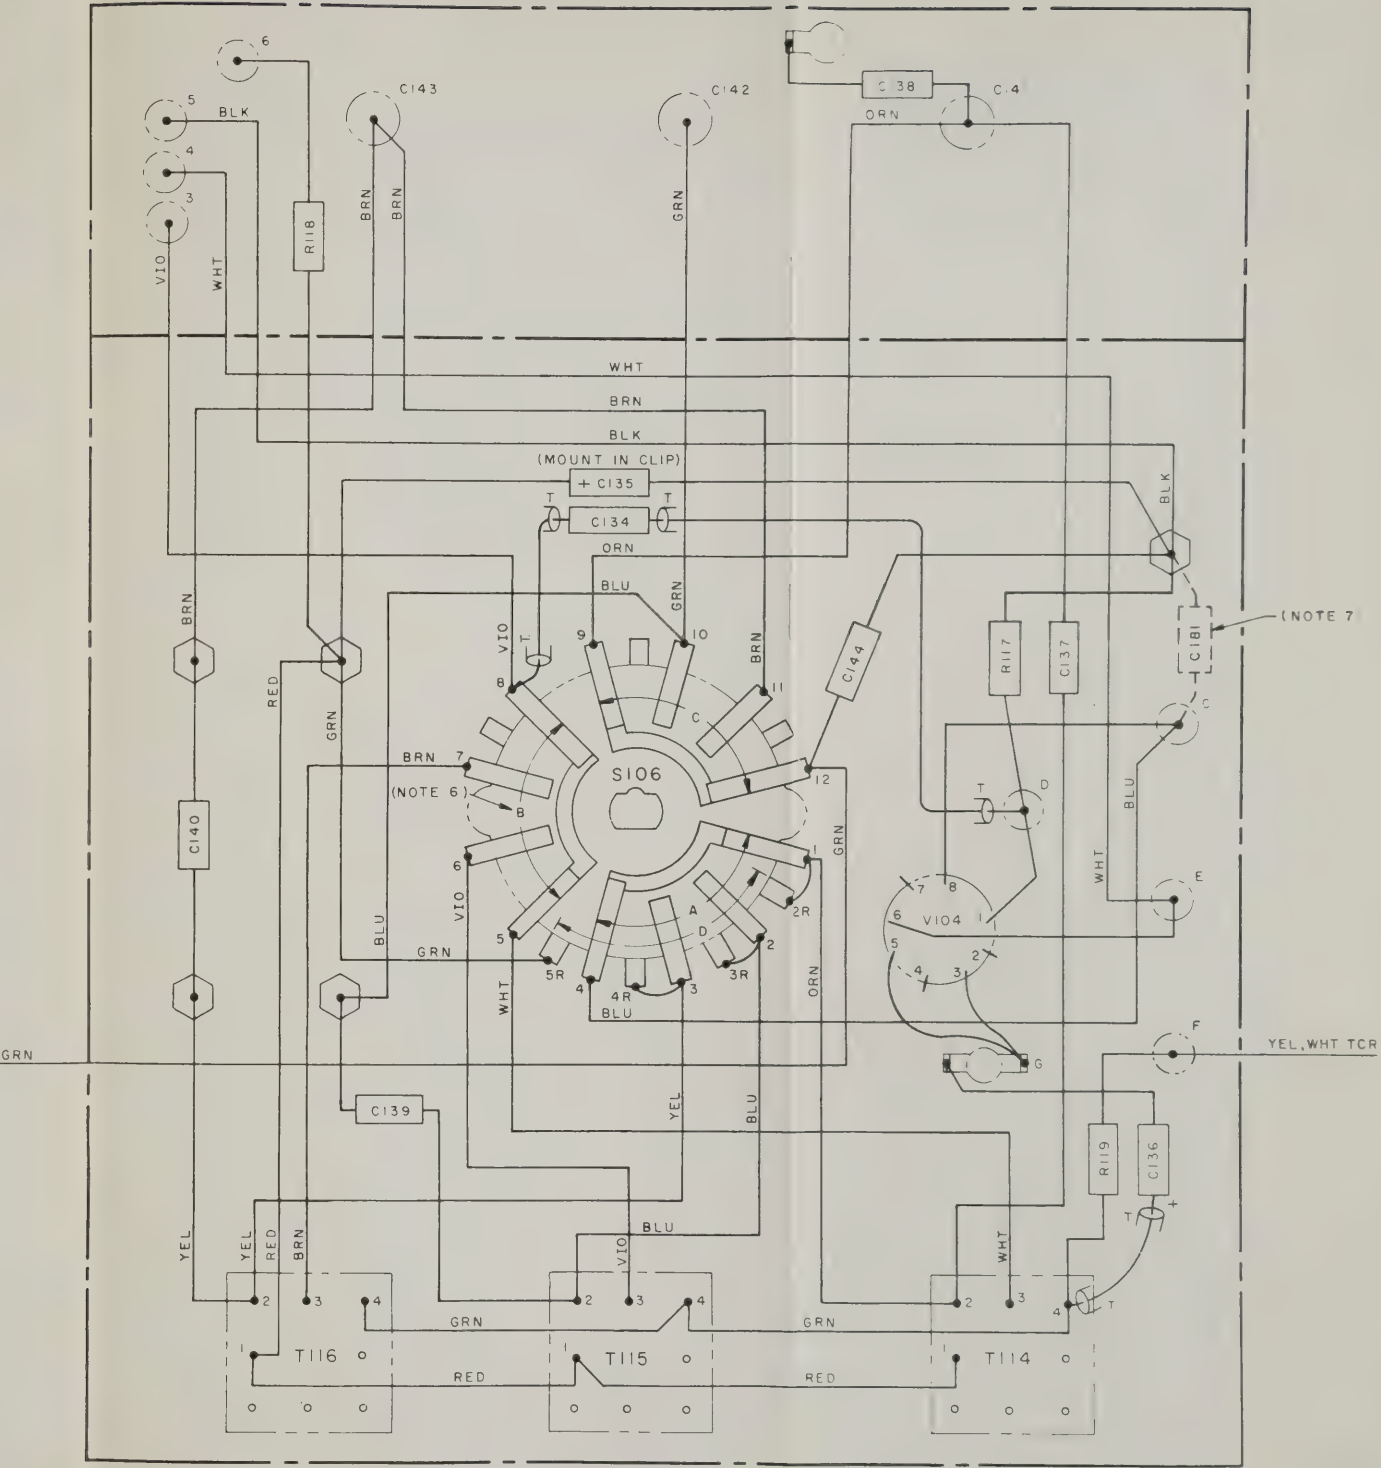 6
C143
C142
C138
C14
5
BLK
ORN
4
3
BRN
BRN
GRN
R118
VIO
WHT
WHT
BRN
BLK
(MOUNT IN CLIP)
+ C135
BLK
T
T
C134
ORN
BLU
GRN
BRN
VIO
T
9
10
C181
(NOTE 7
R117
C137
C144
BRN
8
11
RED
GRN
C
C
BRN
7
S106
12
(NOTE 6)
B
T
D
BLU
C140
GRN
6
1
WHT
VIO
7
8
E
A
2R
6
V104
1
BLU
D
5
2
5
2
GRN
5R
3R
4
3
4
4R
3
ORN
WHT
BLU
F
GRN
YEL, WHT TCR
G
C139
YEL
BLU
R119
C136
T
+
BLU
YEL
YEL
RED
BRN
VIO
WHT
2
3
4
2
3
4
2
3
4
T
GRN
GRN
1
T116
1
T115
1
T114
RED
RED